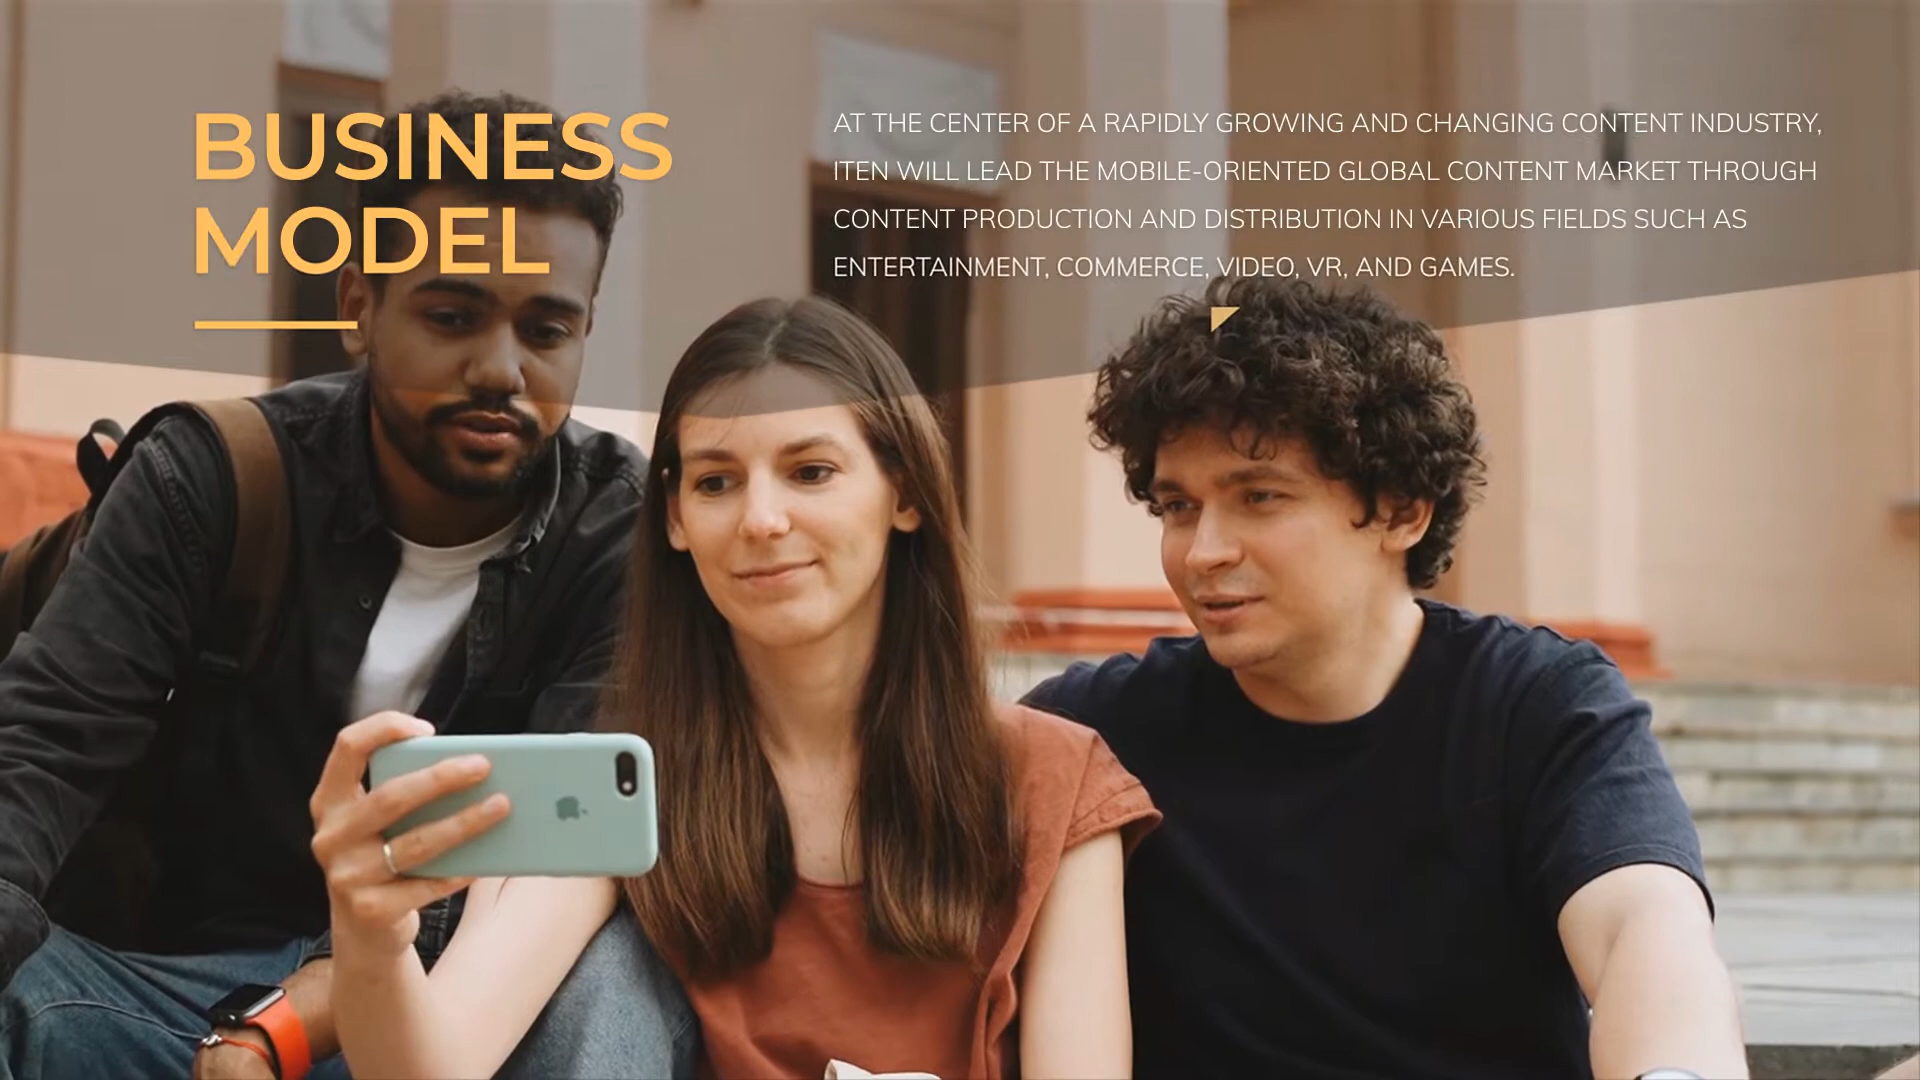 BUSINESS
MODEL
AT THE CENTER OF A RAPIDLY GROWING AND CHANGING CONTENT INDUSTRY,
ITEN WILL LEAD THE MOBILE-ORIENTED GLOBAL CONTENT MARKET THROUGH
CONTENT PRODUCTION AND DISTRIBUTION IN VARIOUS FIELDS SUCH AS
ENTERTAINMENT, COMMERCE, VIDEO, VR, AND GAMES.